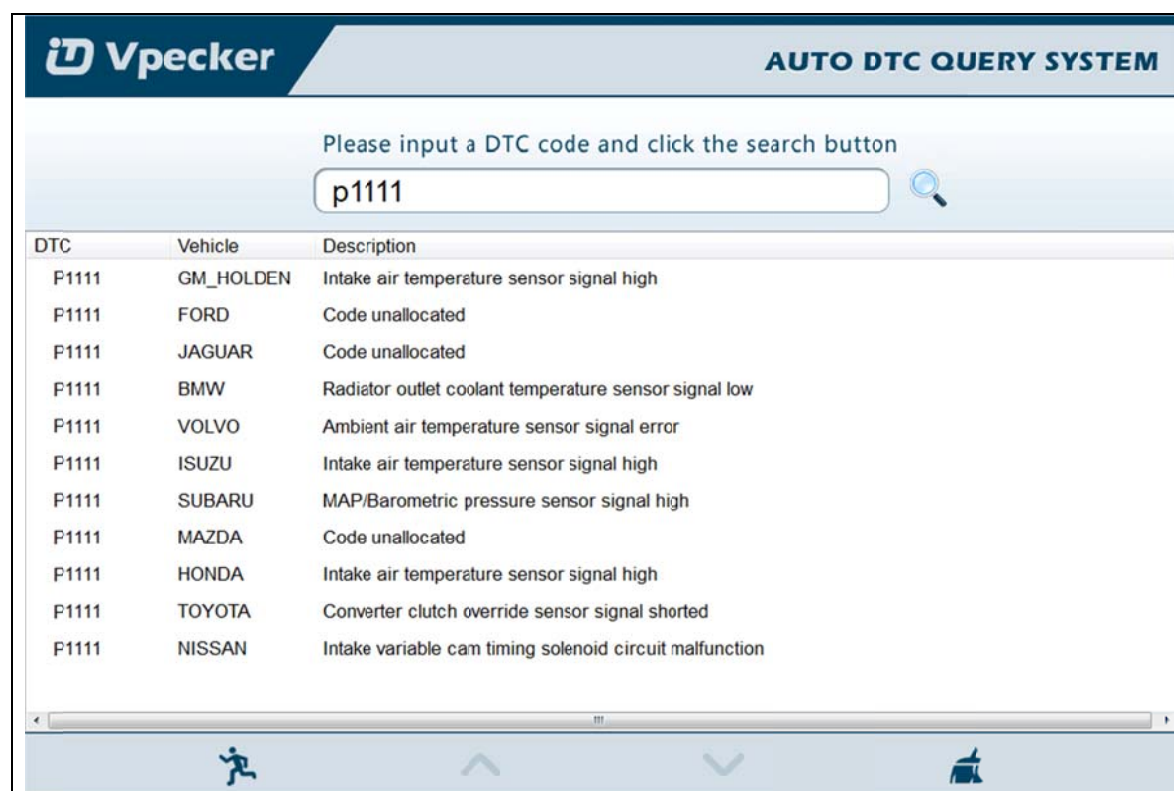 iD Vpecker
AUTO DTC QUERY SYSTEM
Please input a DTC code and click the search button
p1111
DTC Vehicle Description
P1111 GM_HOLDEN Intake air temperature sensor signal high
P1111 FORD Code unallocated
P1111 JAGUAR Code unallocated
P1111 BMW Radiator outlet coolant temperature sensor signal low
P1111 VOLVO Ambient air temperature sensor signal error
P1111 ISUZU Intake air temperature sensor signal high
P1111 SUBARU MAP/Barometric pressure sensor signal high
P1111 MAZDA Code unallocated
P1111 HONDA Intake air temperature sensor signal high
P1111 TOYOTA Converter clutch override sensor signal shorted
P1111 NISSAN Intake variable cam timing solenoid circuit malfunction